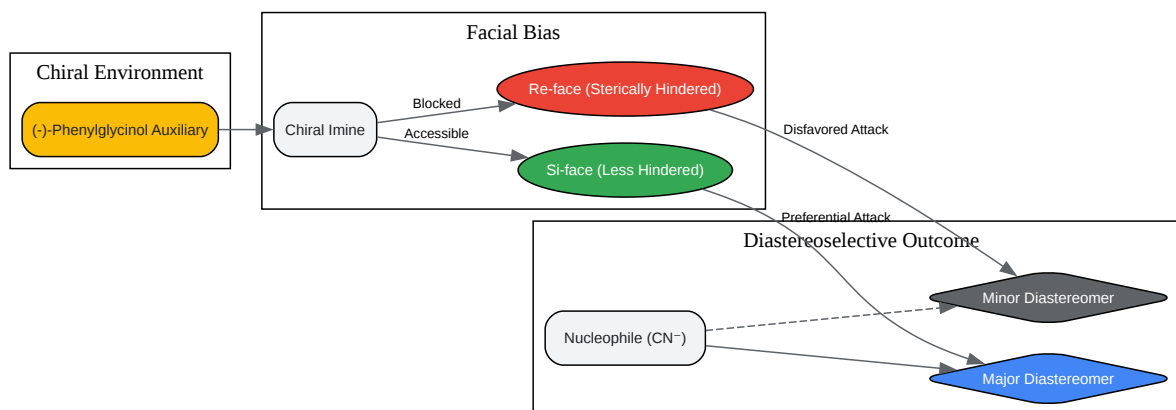 Chiral Environment
(-)-Phenylglycinol Auxiliary
Facial Bias
Chiral Imine
Blocked
Accessible
Re-face (Sterically Hindered)
Si-face (Less Hindered)
Disfavored Attack
Preferential Attack
Diastereoselective Outcome
Nucleophile (CN⁻)
Minor Diastereomer
Major Diastereomer